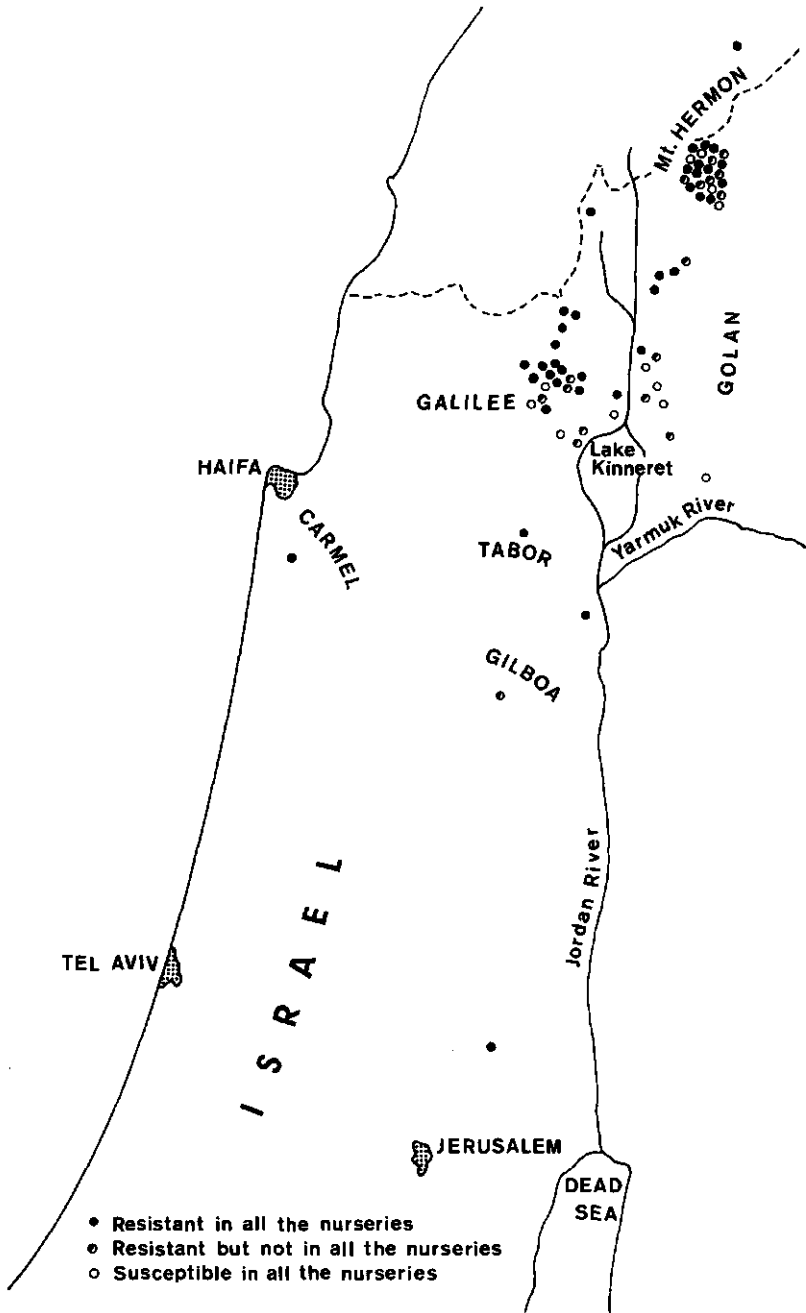 Mt. HERMON
GOLAN
GALILEE
HAIFA
Lake
Kinneret
CARMEL
Yarmuk River
TABOR
GILBOA
Jordan River
ISRAEL
TEL AVIV
JERUSALEM
DEAD
SEA
Resistant in all the nurseries
Resistant but not in all the nurseries
Susceptible in all the nurseries